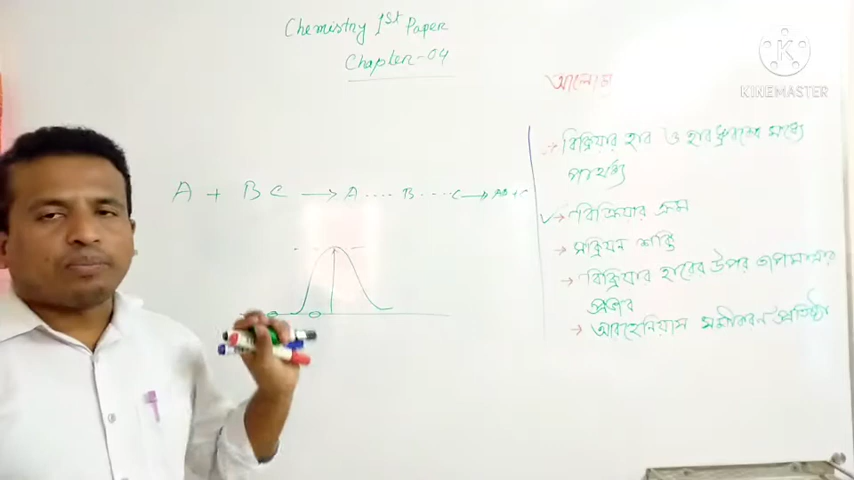 Chemistry 1st Paper
Chapter-04
আলোচ্য
KINEMASTER
→ বিক্রিয়ার হার ও হার ধ্রুবকের মধ্যে
পার্থক্য
A + BC → A ···· B ···· C → AB + C
→ বিক্রিয়ার ক্রম
→ সক্রিয়ন শক্তি
→ বিক্রিয়ার হারের উপর তাপমাত্রার
প্রভাব
→ আরহেনিয়াস সমীকরণ প্রতিষ্ঠা